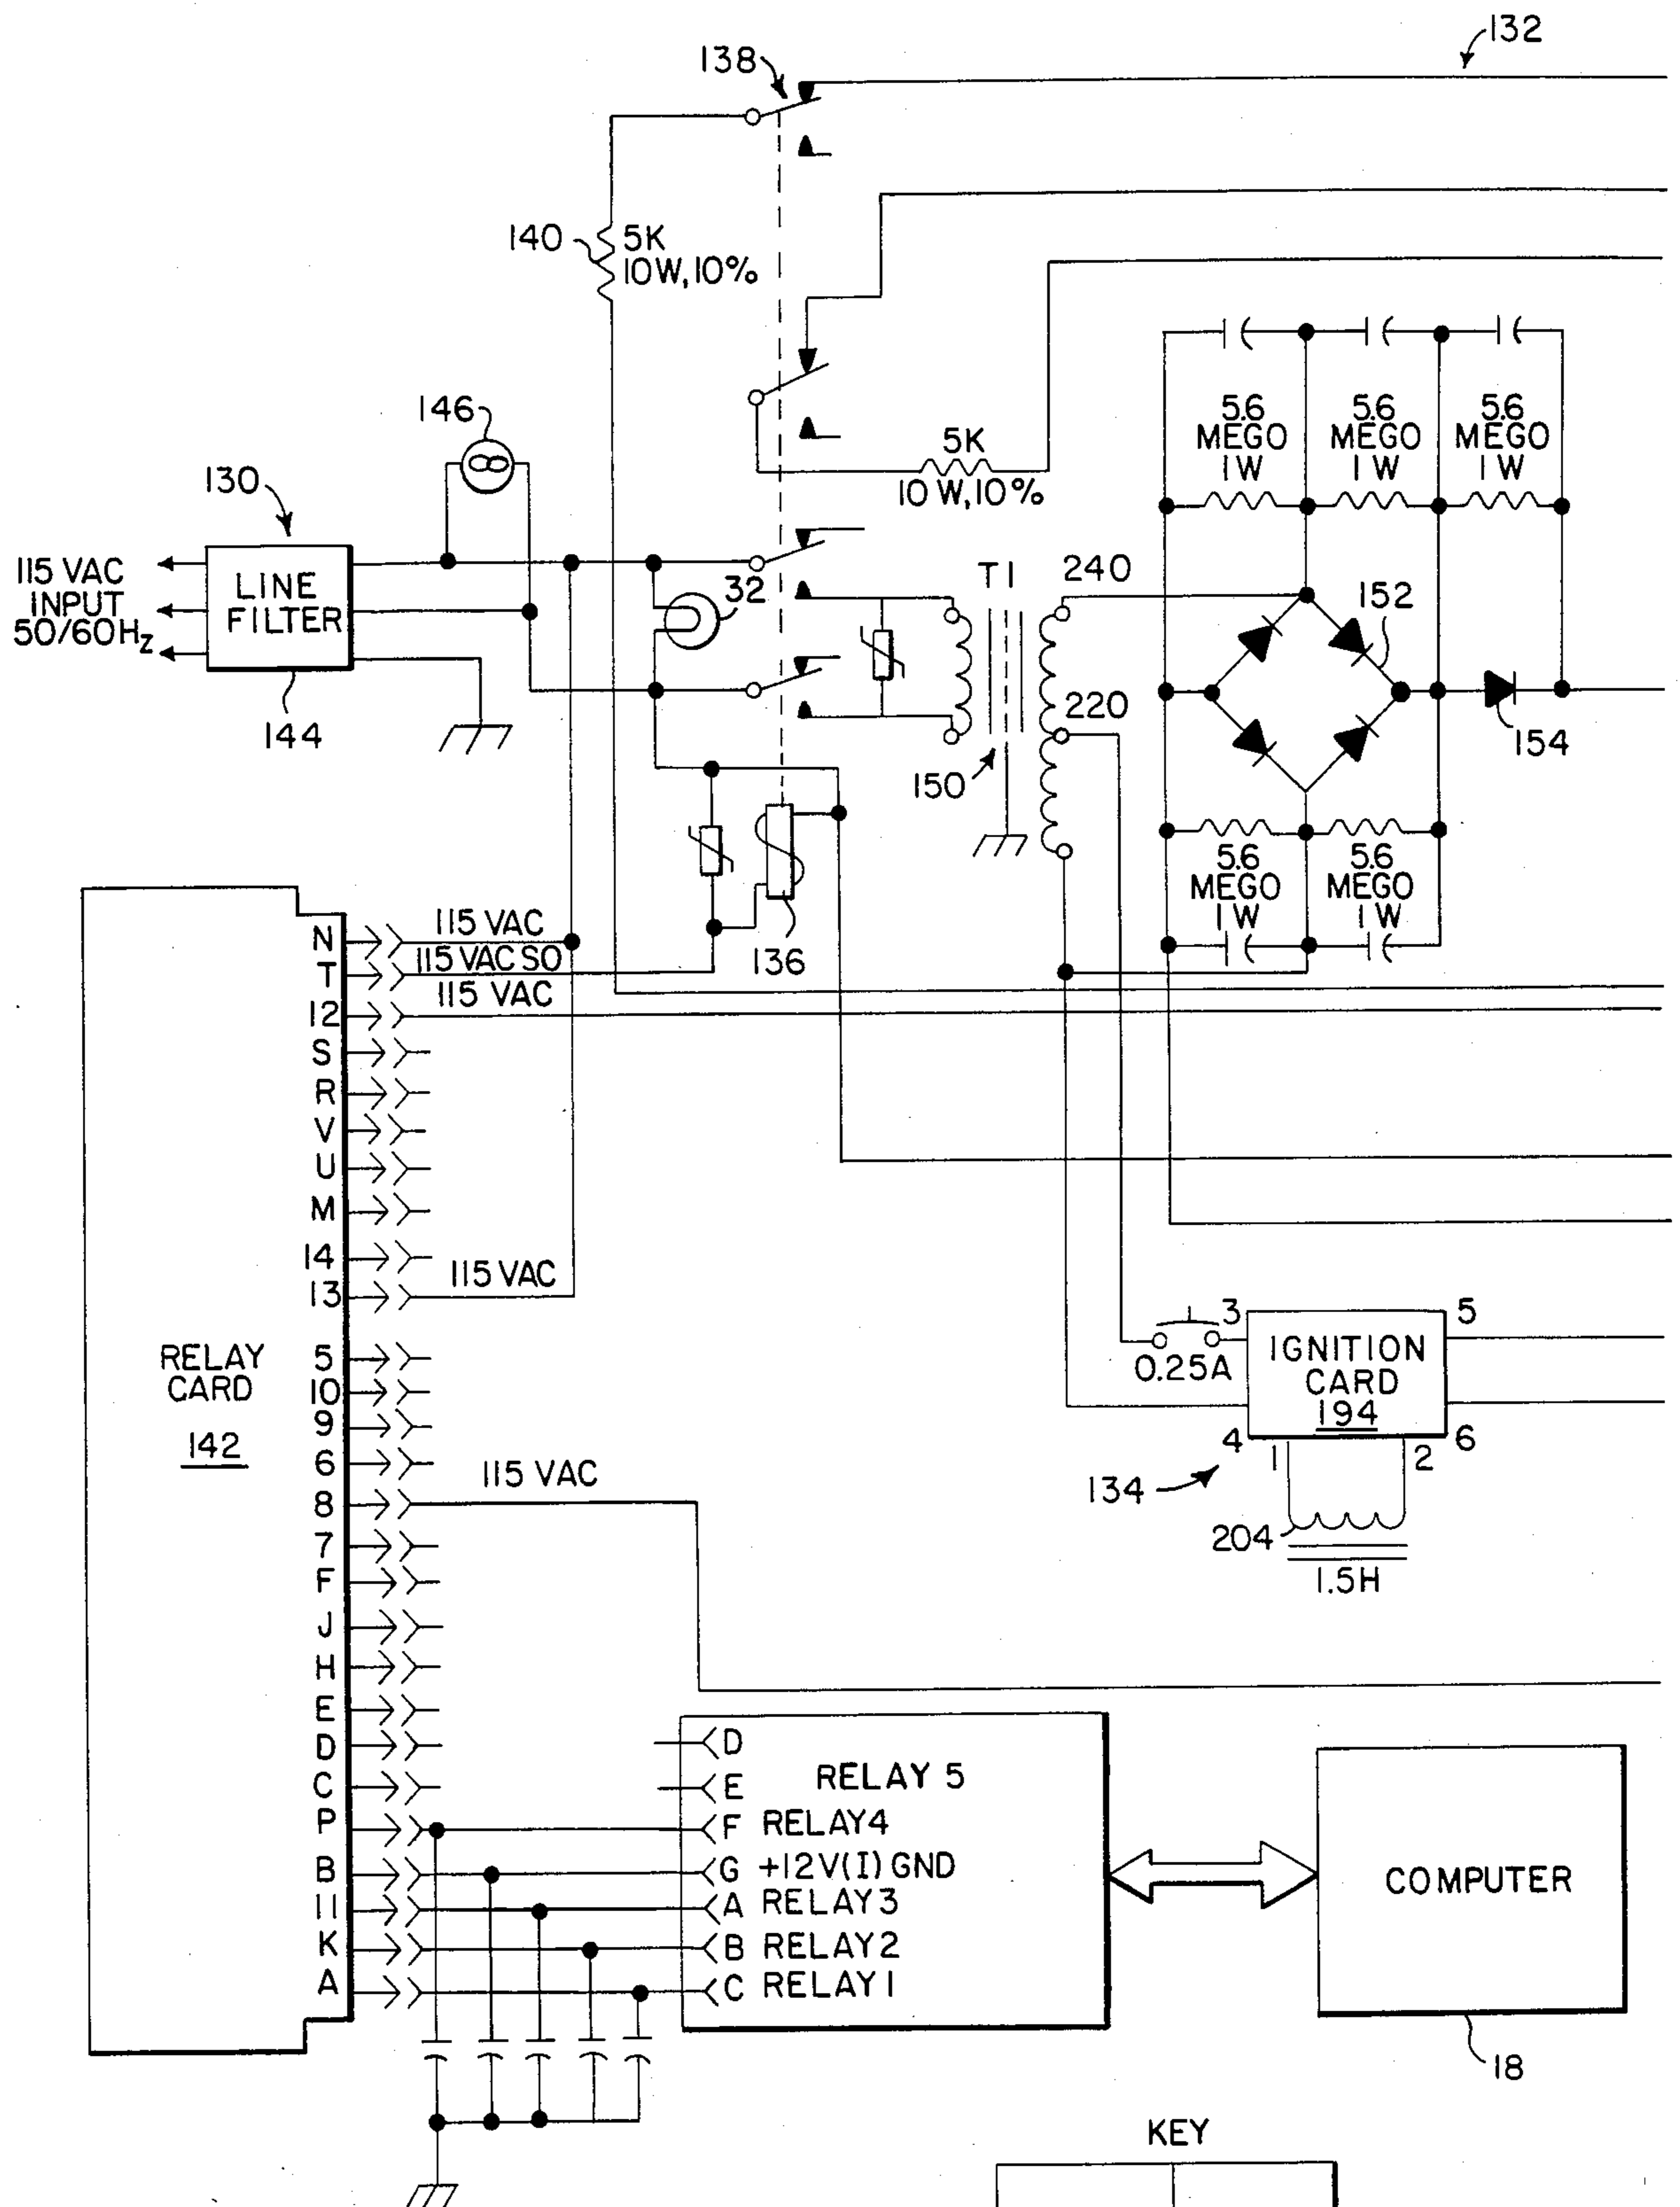 132
138
140
5K
10W, 10%
146
130
115 VAC
INPUT
50/60Hz
LINE
FILTER
144
32
5K
10W, 10%
T1
240
220
150
5.6
MEGO
1W
5.6
MEGO
1W
5.6
MEGO
1W
152
154
5.6
MEGO
1W
5.6
MEGO
1W
136
N
115 VAC
T
115 VAC SO
12
115 VAC
S
R
V
U
M
14
13
115 VAC
RELAY
CARD
142
5
10
9
6
8
115 VAC
7
F
J
H
E
D
C
P
B
11
K
A
0.25A
3
5
IGNITION
CARD
194
4
1
2
6
134
204
1.5H
D
E
RELAY 5
F RELAY4
G +12V(I) GND
A RELAY3
B RELAY2
C RELAY1
COMPUTER
18
KEY